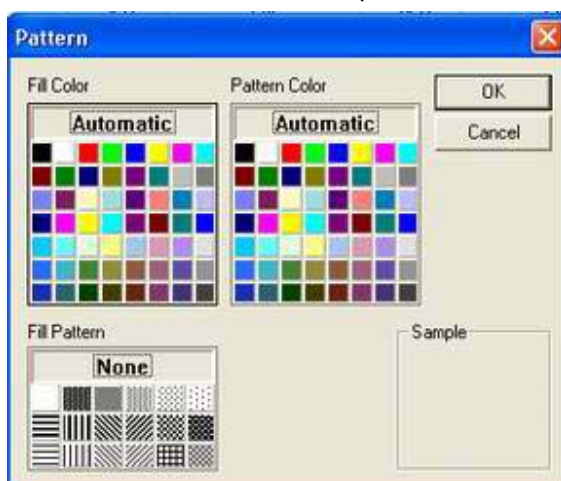 Pattern
Fill Color
Pattern Color
OK
Automatic
Automatic
Cancel
Fill Pattern
Sample
None